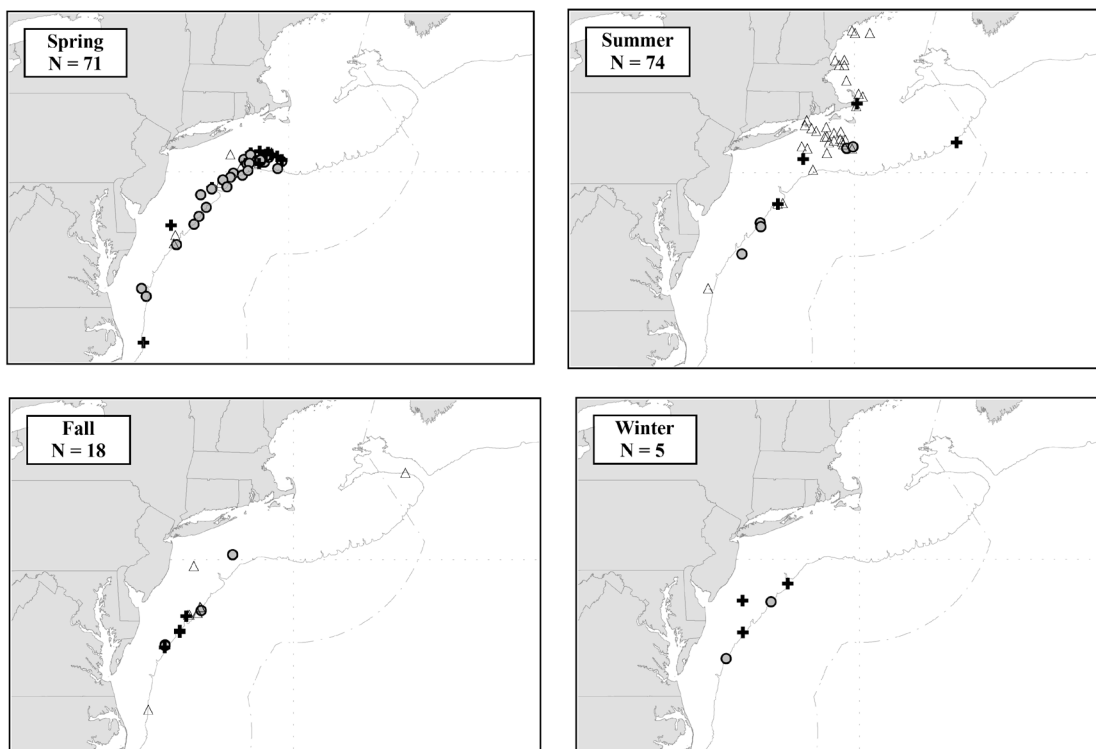 Spring
N = 71
Summer
N = 74
Fall
N = 18
Winter
N = 5